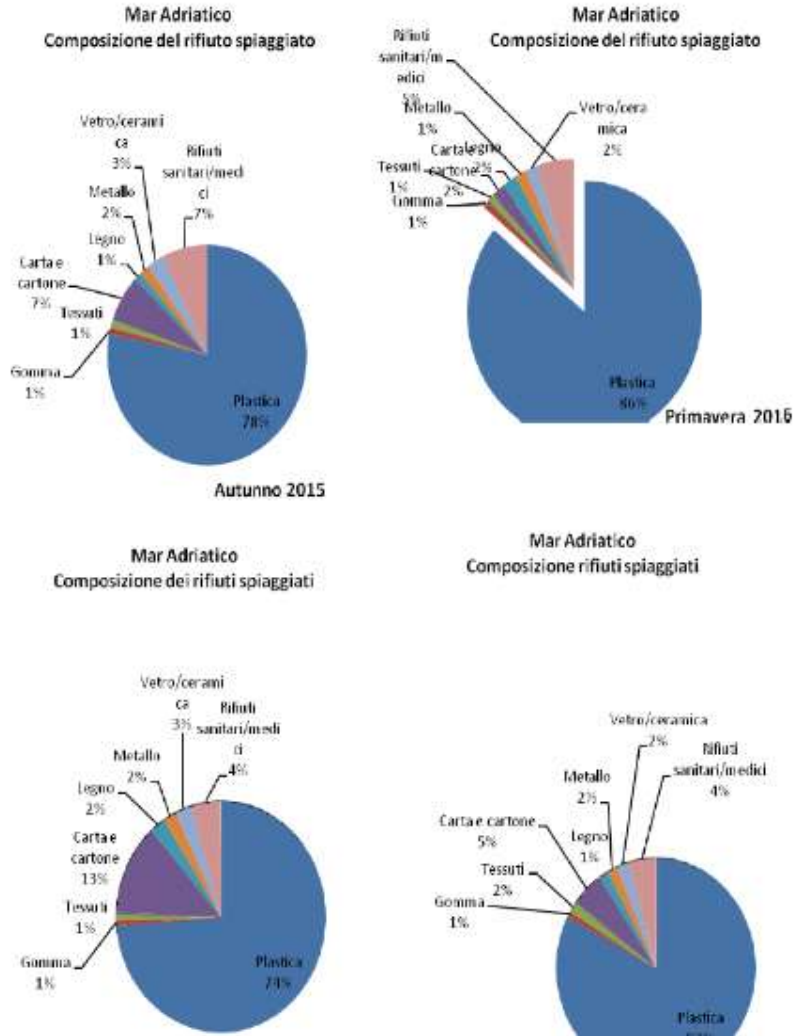 Mar Adriatico
Composizione del rifiuto spiaggiato
Vetro/cerami
ca
3%
Rifiuti
sanitari/medi
ci
7%
Metallo
2%
Legno
1%
Carta e
cartone
7%
Tessuti
1%
Gomma
1%
Plastica
78%
Autunno 2015
Mar Adriatico
Composizione del rifiuto spiaggiato
Rifiuti
sanitari/m
edici
5%
Metallo
1%
Vetro/cera
mica
2%
Legno
2%
Carta e
cartone
2%
Tessuti
1%
Gomma
1%
Plastica
86%
Primavera 2016
Mar Adriatico
Composizione dei rifiuti spiaggiati
Vetro/cerami
ca
3%
Rifiuti
sanitari/medi
ci
4%
Metallo
2%
Legno
2%
Carta e
cartone
13%
Tessuti
1%
Gomma
1%
Plastica
74%
Mar Adriatico
Composizione rifiuti spiaggiati
Vetro/ceramica
2%
Rifiuti
sanitari/medici
4%
Metallo
2%
Legno
1%
Carta e cartone
5%
Tessuti
2%
Gomma
1%
Plastica